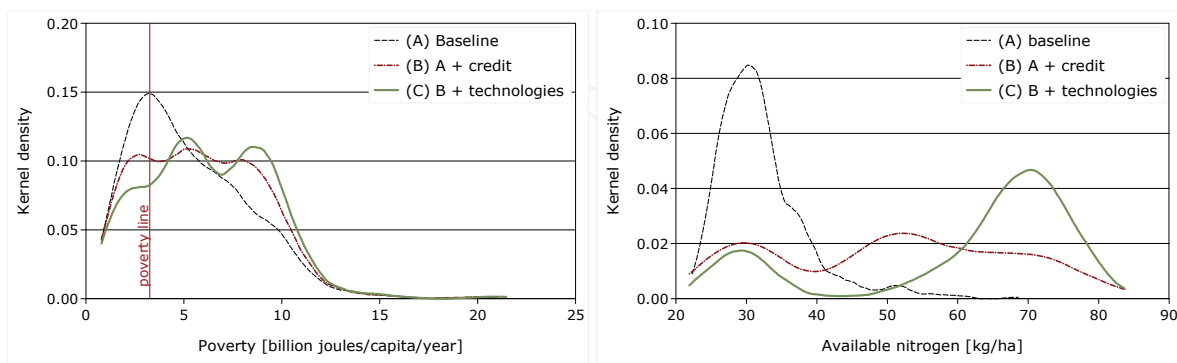 0.20
0.15
0.10
0.05
0.00
Kernel density
poverty line
(A) Baseline
(B) A + credit
(C) B + technologies
0 5 10 15 20 25
Poverty [billion joules/capita/year]
0.10
0.08
0.06
0.04
0.02
0.00
Kernel density
(A) baseline
(B) A + credit
(C) B + technologies
20 30 40 50 60 70 80 90
Available nitrogen [kg/ha]